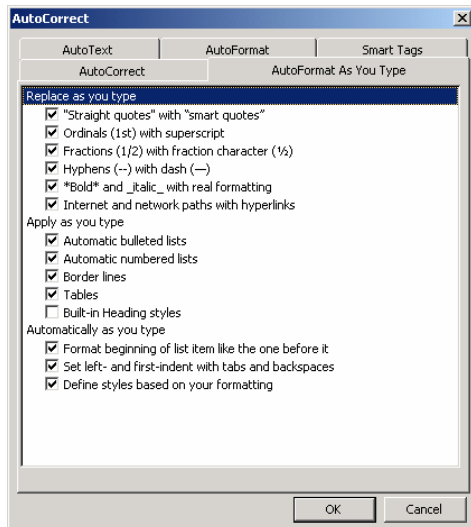 AutoCorrect
AutoText
AutoFormat
Smart Tags
AutoCorrect
AutoFormat As You Type
Replace as you type
"Straight quotes" with “smart quotes”
Ordinals (1st) with superscript
Fractions (1/2) with fraction character (½)
Hyphens (--) with dash (—)
*Bold* and _italic_ with real formatting
Internet and network paths with hyperlinks
Apply as you type
Automatic bulleted lists
Automatic numbered lists
Border lines
Tables
Built-in Heading styles
Automatically as you type
Format beginning of list item like the one before it
Set left- and first-indent with tabs and backspaces
Define styles based on your formatting
OK
Cancel